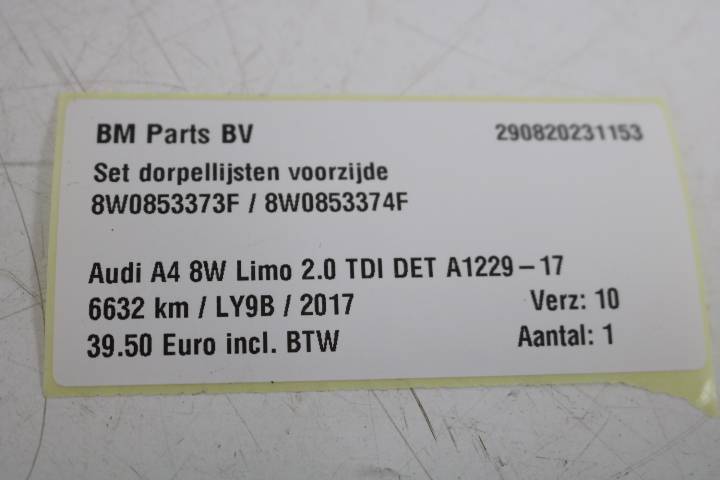 BM Parts BV 290820231153
Set dorpellijsten voorzijde
8W0853373F / 8W0853374F
Audi A4 8W Limo 2.0 TDI DET A1229-17
6632 km / LY9B / 2017 Verz: 10
39.50 Euro incl. BTW Aantal: 1